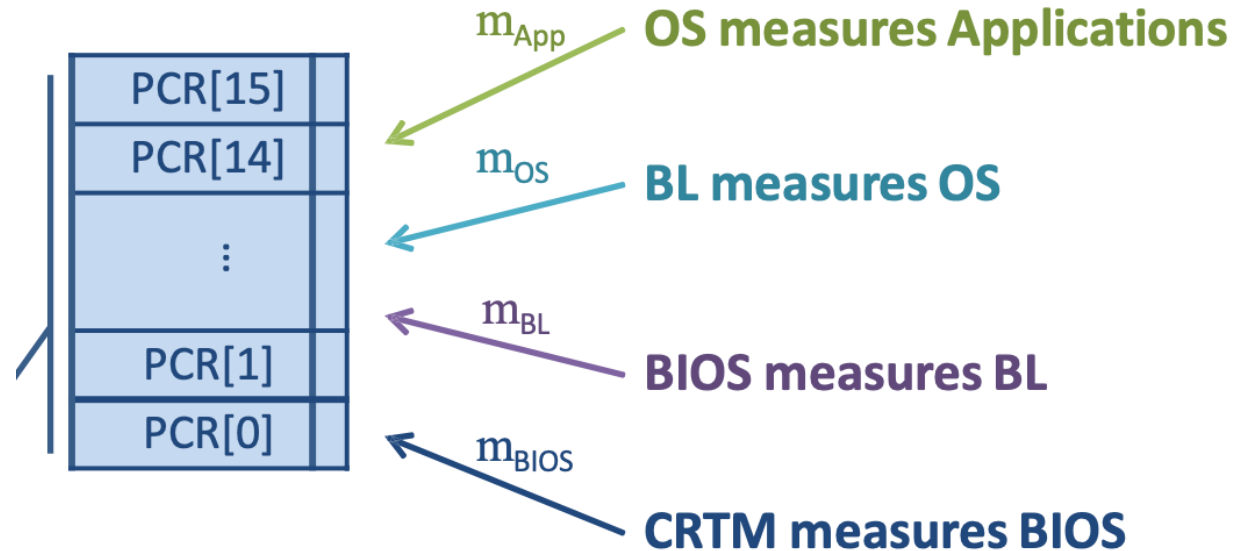 m_App
OS measures Applications
PCR[15]
PCR[14]
m_OS
BL measures OS
⋮
m_BL
PCR[1]
BIOS measures BL
PCR[0]
m_BIOS
CRTM measures BIOS